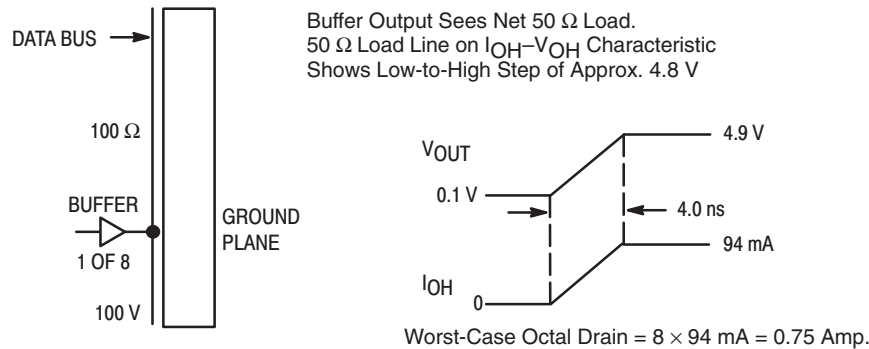 Buffer Output Sees Net 50 Ω Load.
50 Ω Load Line on IOH–VOH Characteristic
Shows Low-to-High Step of Approx. 4.8 V
DATA BUS
100 Ω
BUFFER
1 OF 8
100 V
GROUND
PLANE
VOUT
4.9 V
0.1 V
4.0 ns
94 mA
IOH
0
Worst-Case Octal Drain = 8 × 94 mA = 0.75 Amp.